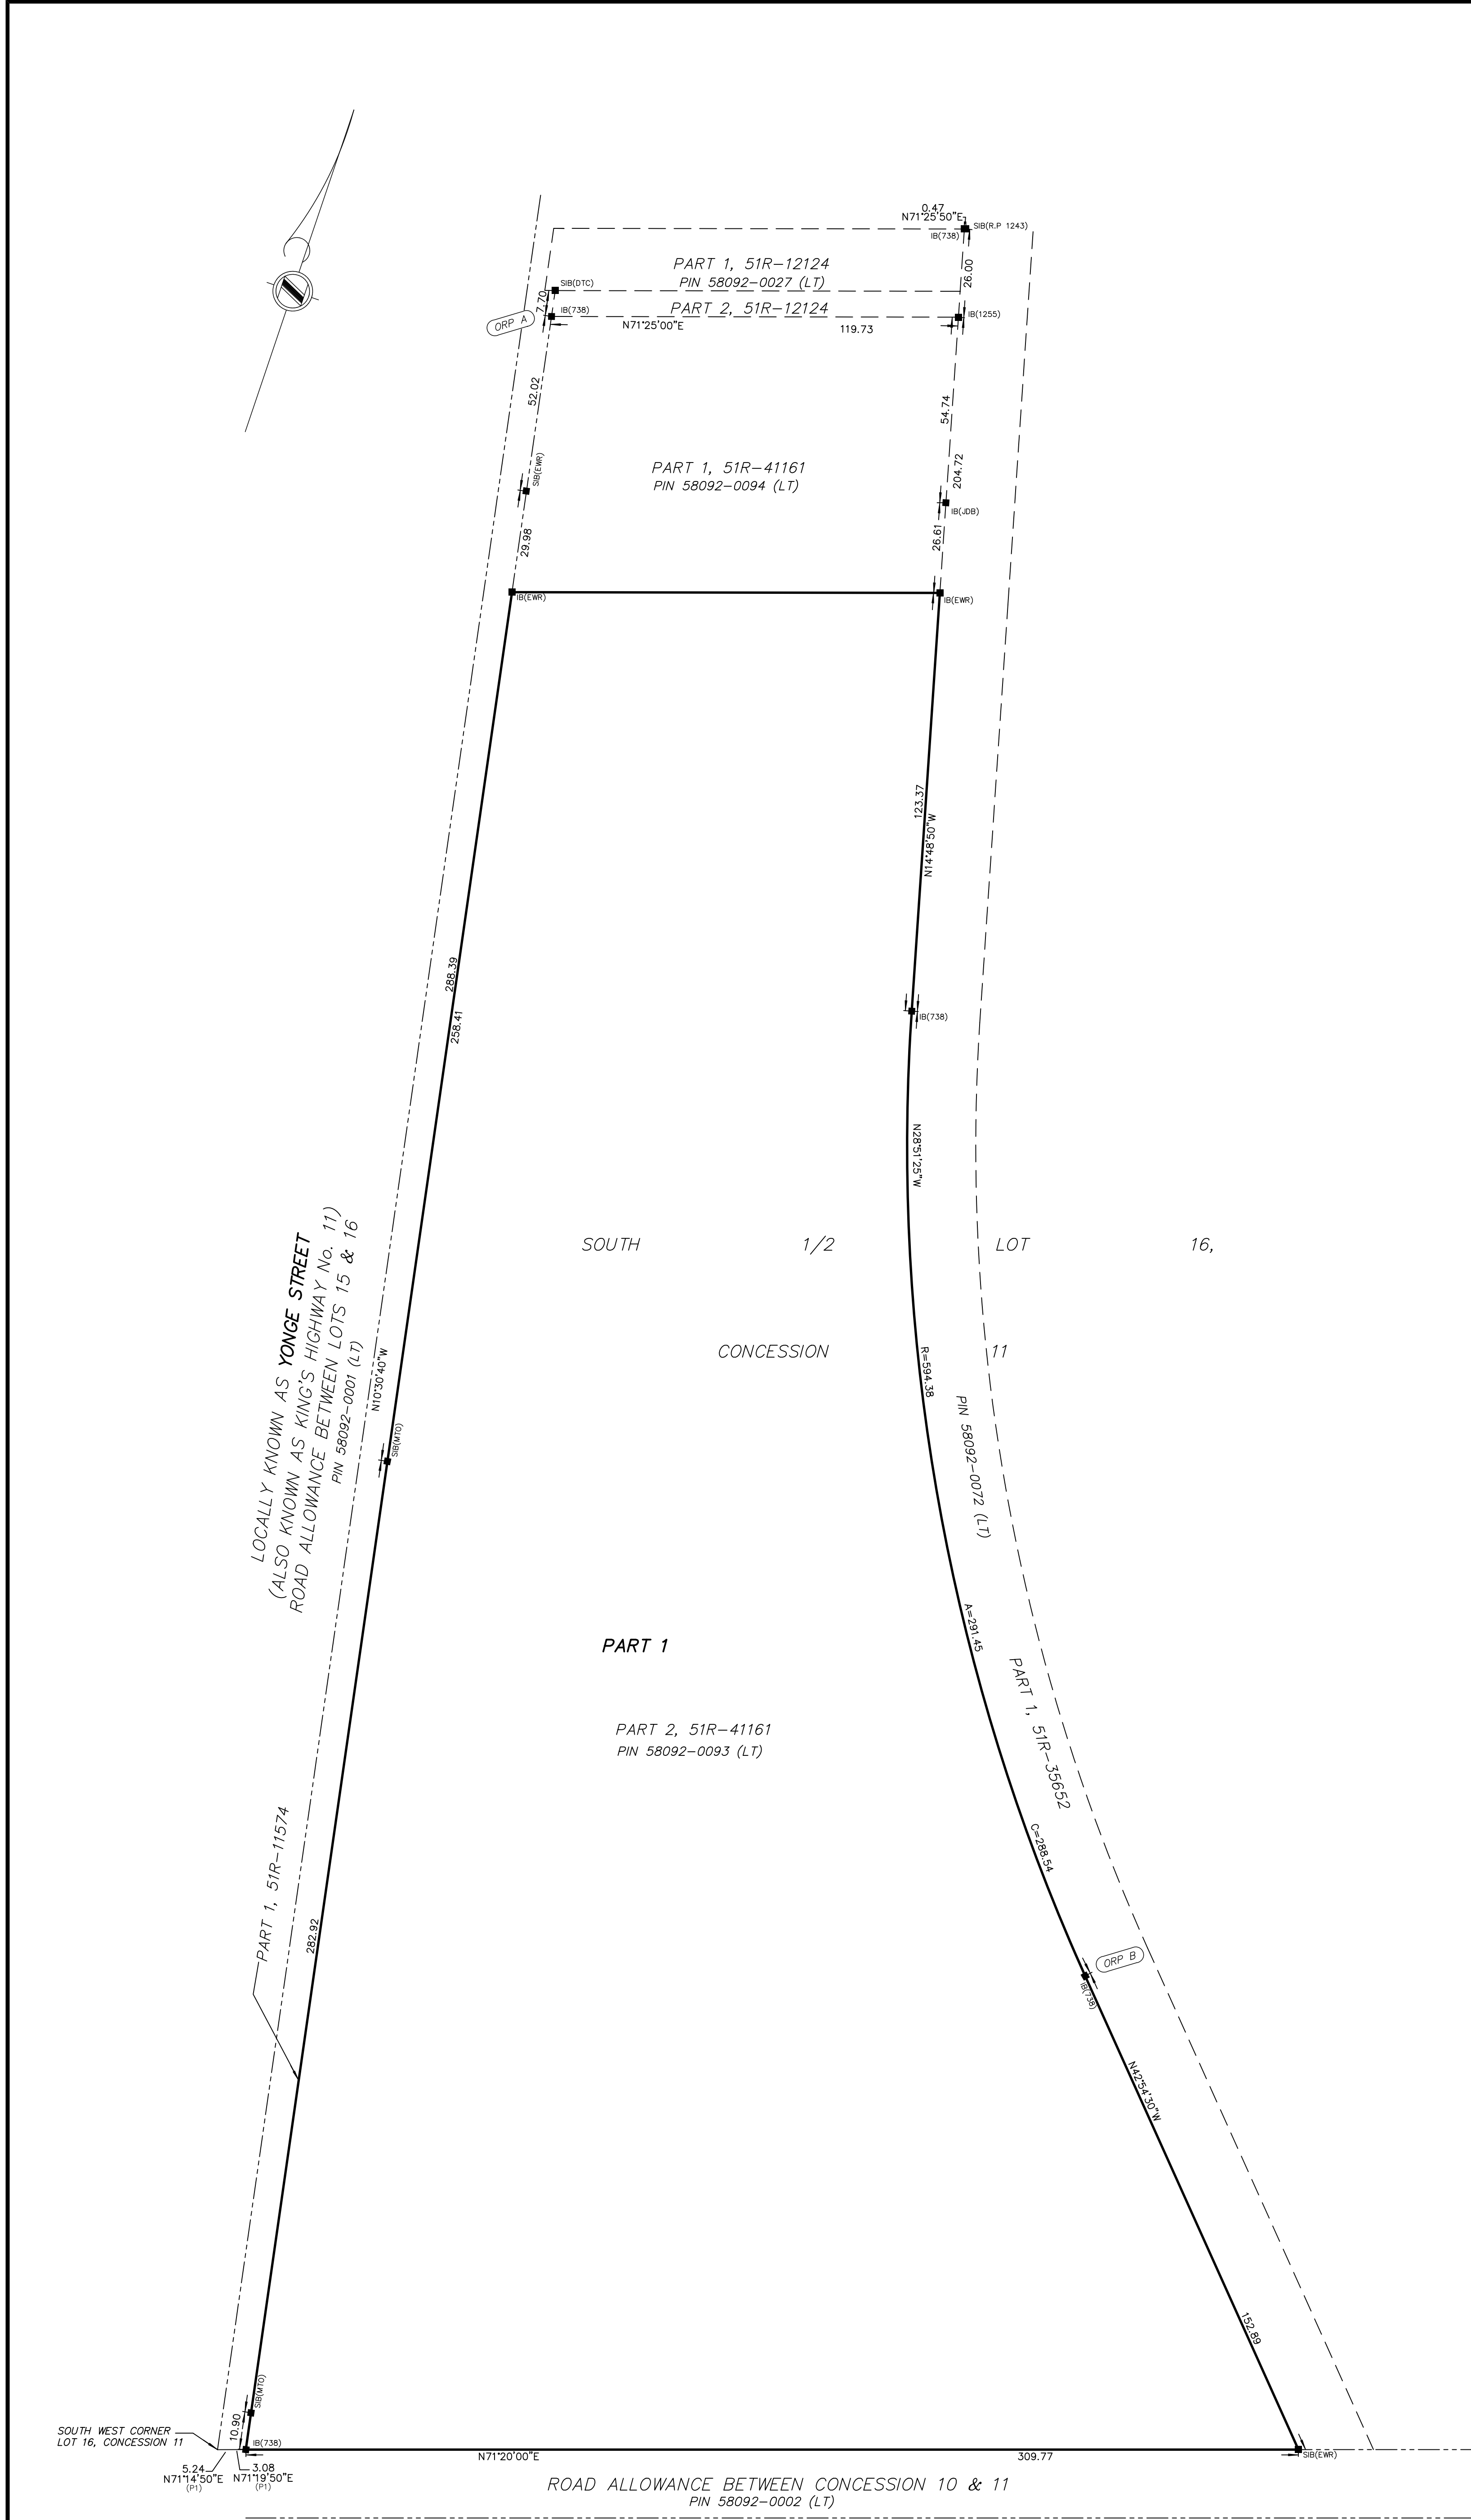 0.47
N71°25'50"E
SIB(R.P 1243)
IB(738)
26.00
PART 1, 51R-12124
PIN 58092-0027 (LT)
SIB(DTC)
7.70
IB(738)
PART 2, 51R-12124
IB(1255)
ORP A
N71°25'00"E
119.73
52.02
54.74
SIB(EWR)
PART 1, 51R-41161
PIN 58092-0094 (LT)
204.72
IB(JDB)
29.98
26.61
IB(EWR)
IB(EWR)
123.37
N14°48'50"W
288.39
258.41
IB(738)
N28°51'25"W
SOUTH 1/2 LOT 16,
CONCESSION 11
LOCALLY KNOWN AS YONGE STREET
(ALSO KNOWN AS KING'S HIGHWAY No. 11)
ROAD ALLOWANCE BETWEEN LOTS 15 & 16
PIN 58092-0001 (LT)
N10°30'40"W
SIB(MTO)
R=594.38
PIN 58092-0072 (LT)
A=291.45
PART 1
PART 1, 51R-35652
PART 2, 51R-41161
PIN 58092-0093 (LT)
C=288.54
PART 1, 51R-11574
282.92
ORP B
IB(738)
N42°54'30"W
152.89
SIB(MTO)
10.90
SOUTH WEST CORNER
LOT 16, CONCESSION 11
IB(738)
5.24
N71°14'50"E
(P1)
3.08
N71°19'50"E
(P1)
N71°20'00"E
309.77
SIB(EWR)
ROAD ALLOWANCE BETWEEN CONCESSION 10 & 11
PIN 58092-0002 (LT)